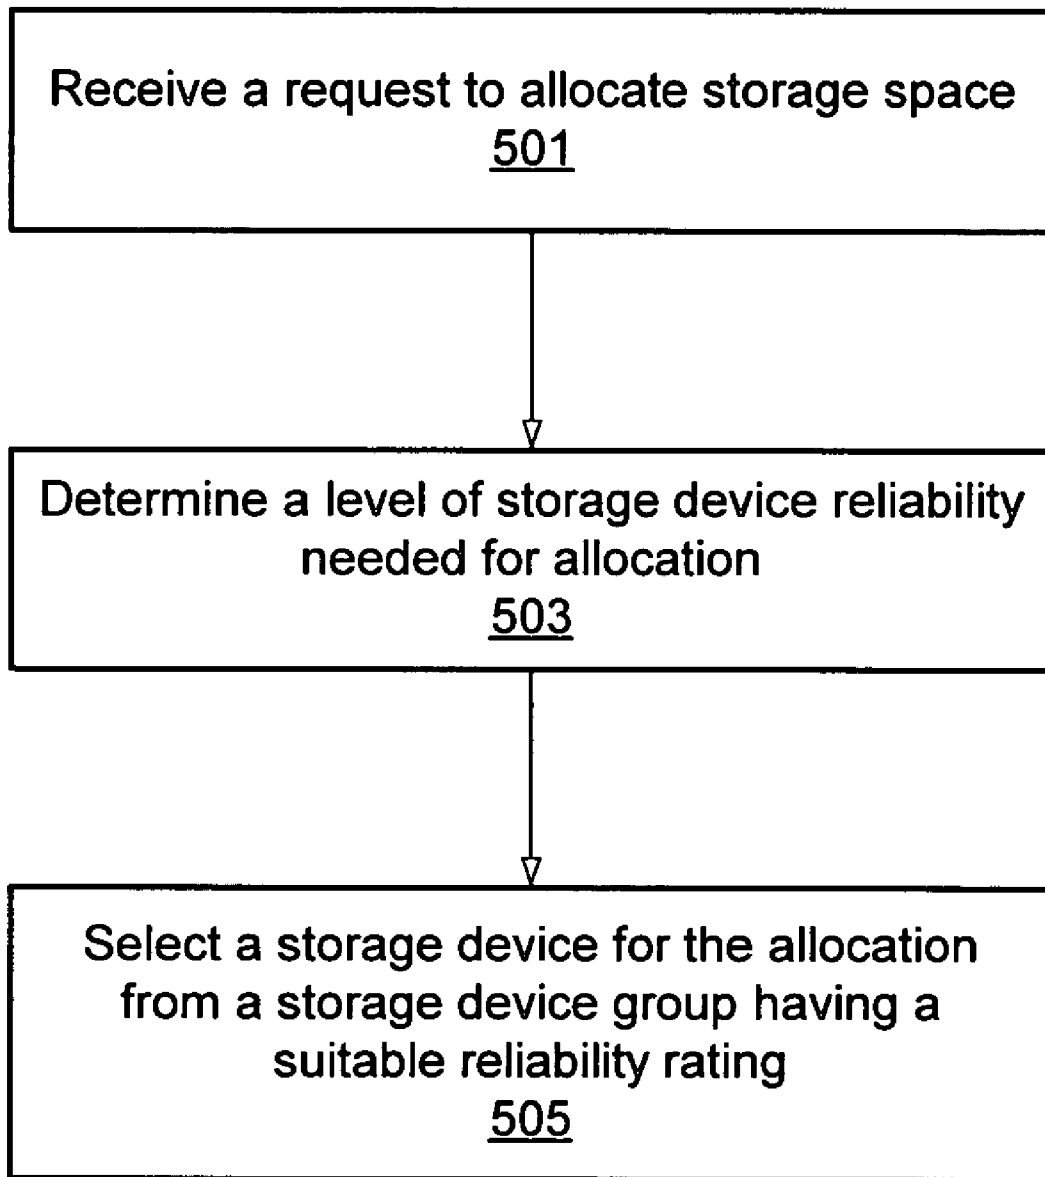 Receive a request to allocate storage space
501
Determine a level of storage device reliability
needed for allocation
503
Select a storage device for the allocation
from a storage device group having a
suitable reliability rating
505